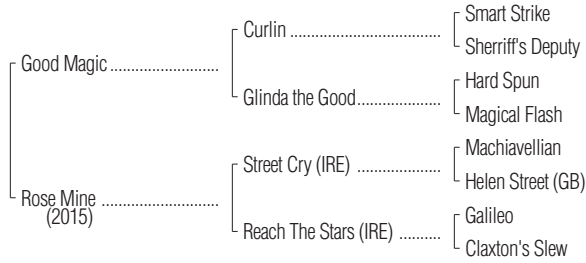 Smart Strike
Curlin ......................
Sherriff's Deputy
Good Magic .........................
Hard Spun
Glinda the Good...................
Magical Flash
Machiavellian
Street Cry (IRE) ...................
Helen Street (GB)
Rose Mine ...........................
(2015)
Galileo
Reach The Stars (IRE) ..........
Claxton's Slew